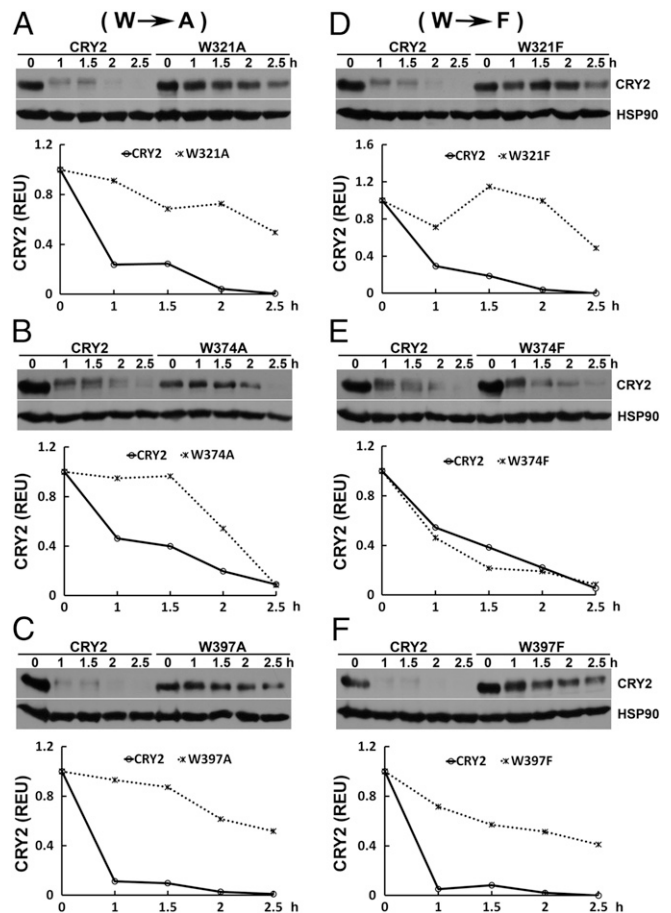 A ( W → A )
CRY2 W321A
0 1 1.5 2 2.5 0 1 1.5 2 2.5 h
CRY2
HSP90
CRY2 (REU)
1.2
0.8
0.4
0
CRY2 W321A
0 1 1.5 2 2.5 h
B
CRY2 W374A
0 1 1.5 2 2.5 0 1 1.5 2 2.5 h
CRY2 (REU)
1.2
0.8
0.4
0
CRY2 W374A
0 1 1.5 2 2.5 h
C
CRY2 W397A
0 1 1.5 2 2.5 0 1 1.5 2 2.5 h
CRY2 (REU)
1.2
0.8
0.4
0
CRY2 W397A
0 1 1.5 2 2.5 h
D ( W → F )
CRY2 W321F
0 1 1.5 2 2.5 0 1 1.5 2 2.5 h
CRY2
HSP90
CRY2 (REU)
1.6
1.2
0.8
0.4
0
CRY2 W321F
0 1 1.5 2 2.5 h
E
CRY2 W374F
0 1 1.5 2 2.5 0 1 1.5 2 2.5 h
CRY2
HSP90
CRY2 (REU)
1.2
0.8
0.4
0
CRY2 W374F
0 1 1.5 2 2.5 h
F
CRY2 W397F
0 1 1.5 2 2.5 0 1 1.5 2 2.5 h
CRY2
HSP90
CRY2 (REU)
1.2
0.8
0.4
0
CRY2 W397F
0 1 1.5 2 2.5 h